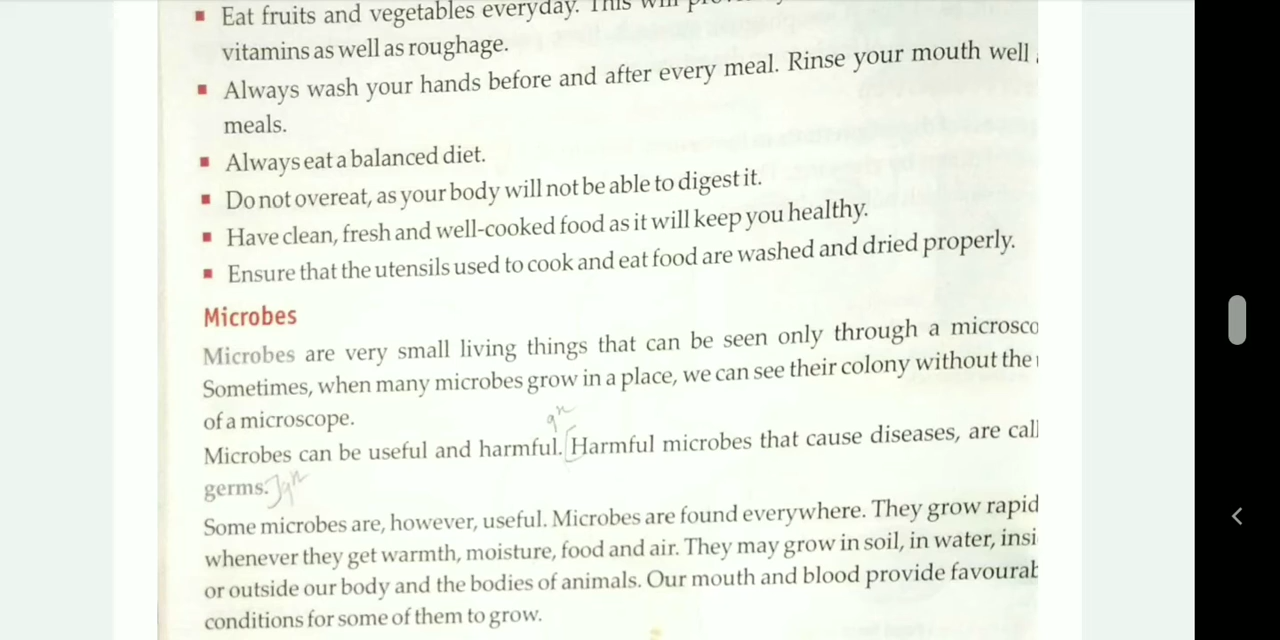 Eat fruits and vegetables everyday. This will
vitamins as well as roughage.
Always wash your hands before and after every meal. Rinse your mouth well
meals.
Always eat a balanced diet.
Do not overeat, as your body will not be able to digest it.
Have clean, fresh and well-cooked food as it will keep you healthy.
Ensure that the utensils used to cook and eat food are washed and dried properly.
Microbes
Microbes are very small living things that can be seen only through a microsco
Sometimes, when many microbes grow in a place, we can see their colony without the
of a microscope.
Microbes can be useful and harmful. Harmful microbes that cause diseases, are call
germs.
Some microbes are, however, useful. Microbes are found everywhere. They grow rapid
whenever they get warmth, moisture, food and air. They may grow in soil, in water, insi
or outside our body and the bodies of animals. Our mouth and blood provide favourab
conditions for some of them to grow.